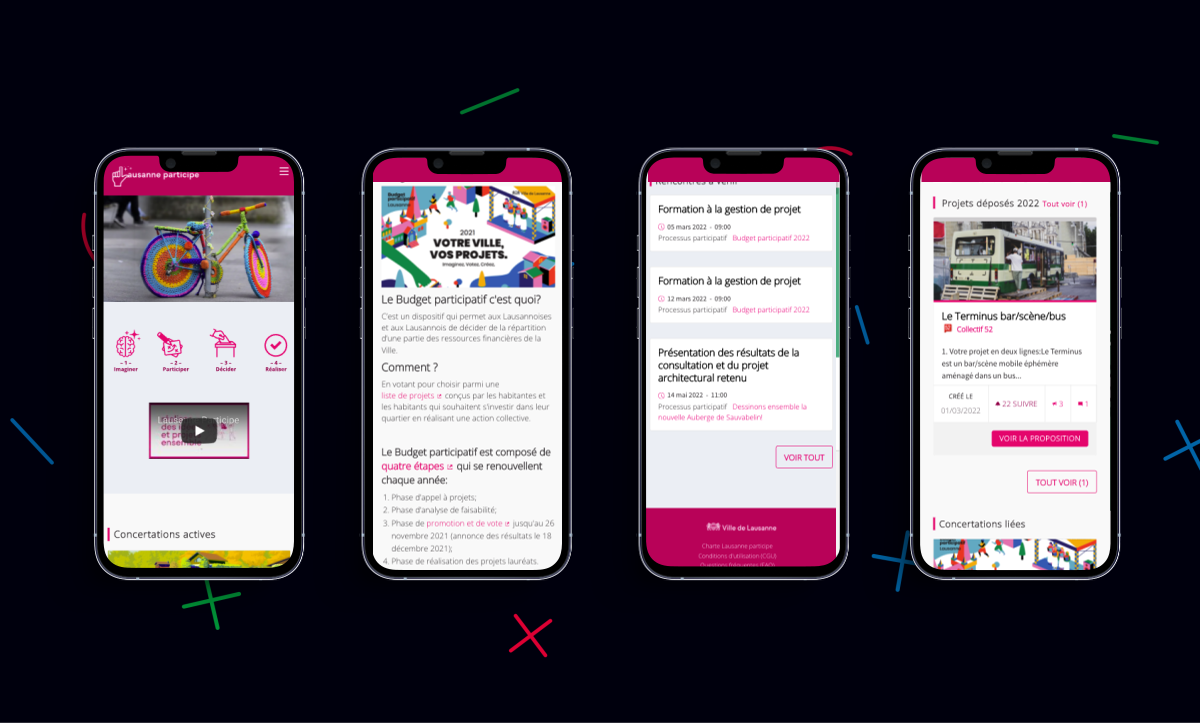 Lausanne participe
– 1 –
Imaginer
– 2 –
Participer
– 3 –
Décider
– 4 –
Réaliser
et pro
ensemble
Concertations actives
Budget
participatif
Lausanne
Ville de Lausanne
2021
VOTRE VILLE,
VOS PROJETS.
Imaginez, Votez, Créez.
Le Budget participatif c'est quoi?
C'est un dispositif qui permet aux Lausannoises
et aux Lausannois de décider de la répartition
d'une partie des ressources financières de la
Ville.
Comment ?
En votant pour choisir parmi une
liste de projets conçus par les habitantes et
les habitants qui souhaitent s'investir dans leur
quartier en réalisant une action collective.
Le Budget participatif est composé de
quatre étapes qui se renouvellent
chaque année:
1. Phase d'appel à projets;
2. Phase d'analyse de faisabilité;
3. Phase de promotion et de vote jusqu'au 26
novembre 2021 (annonce des résultats le 18
décembre 2021);
4. Phase de réalisation des projets lauréats.
Rencontres à venir
Formation à la gestion de projet
05 mars 2022 - 09:00
Processus participatif Budget participatif 2022
Formation à la gestion de projet
12 mars 2022 - 09:00
Processus participatif Budget participatif 2022
Présentation des résultats de la
consultation et du projet
architectural retenu
14 mai 2022 - 11:00
Processus participatif Dessinons ensemble la
nouvelle Auberge de Sauvabelin!
VOIR TOUT
Ville de Lausanne
Charte Lausanne participe
Conditions d'utilisation (CGU)
Questions fréquentes (FAQ)
Projets déposés 2022 Tout voir (1)
Le Terminus bar/scène/bus
Collectif 52
1. Votre projet en deux lignes:Le Terminus
est un bar/scène mobile éphémère
aménagé dans un bus...
CRÉÉ LE
01/03/2022
22 SUIVRE
3
1
VOIR LA PROPOSITION
TOUT VOIR (1)
Concertations liées
participatif
Lausanne